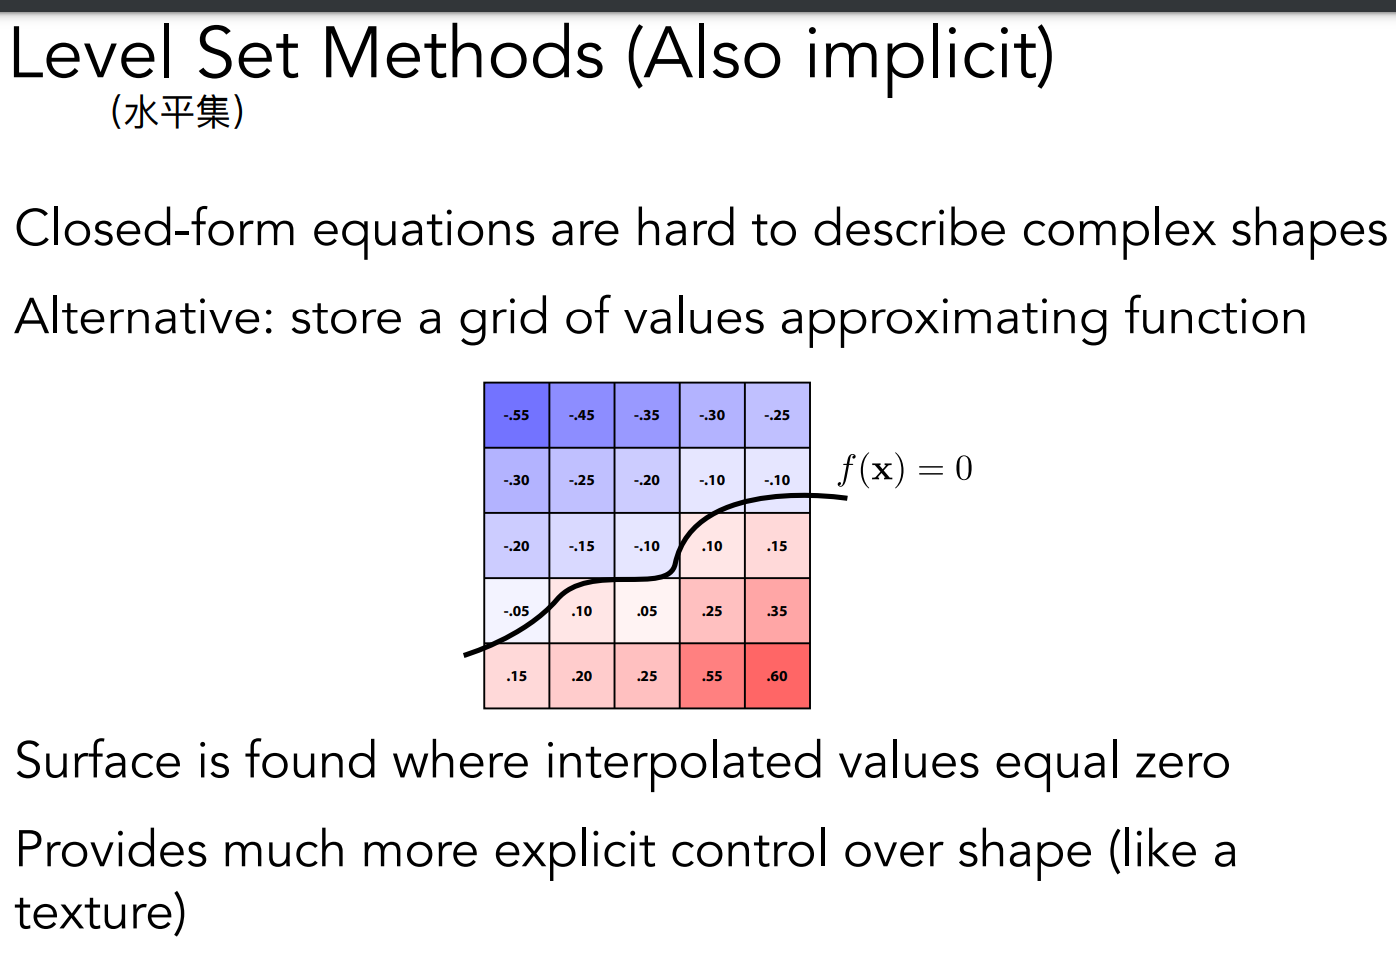 Level Set Methods (Also implicit)
(水平集)
Closed-form equations are hard to describe complex shapes
Alternative: store a grid of values approximating function
-.55 -.45 -.35 -.30 -.25
-.30 -.25 -.20 -.10 -.10
f(x) = 0
-.20 -.15 -.10 .10 .15
-.05 .10 .05 .25 .35
.15 .20 .25 .55 .60
Surface is found where interpolated values equal zero
Provides much more explicit control over shape (like a
texture)